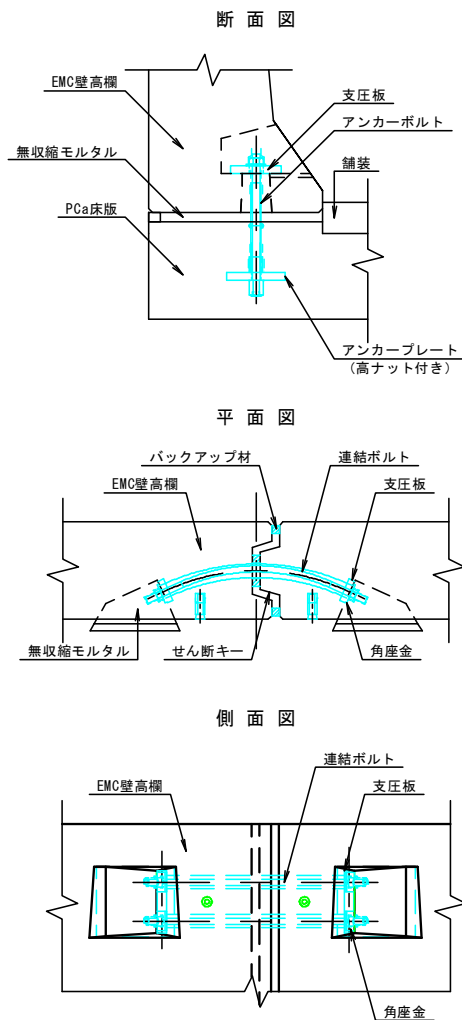 断面図
EMC壁高欄
支圧板
アンカーボルト
無収縮モルタル
舗装
PCa床版
アンカープレート
(高ナット付き)
平面図
バックアップ材
連結ボルト
EMC壁高欄
支圧板
無収縮モルタル
せん断キー
角座金
側面図
連結ボルト
EMC壁高欄
支圧板
角座金